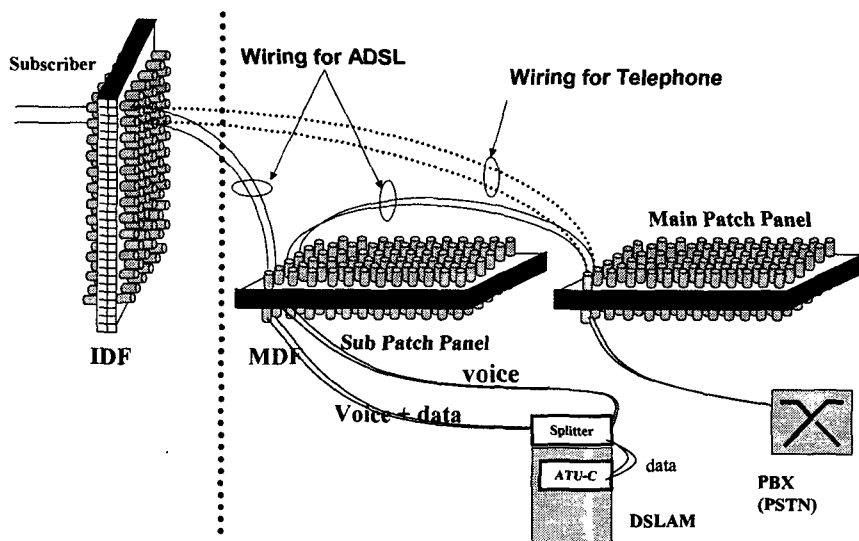 Subscriber
Wiring for ADSL
Wiring for Telephone
Main Patch Panel
IDF
MDF
Sub Patch Panel
voice
Voice + data
Splitter
ATU-C
data
DSLAM
PBX
(PSTN)